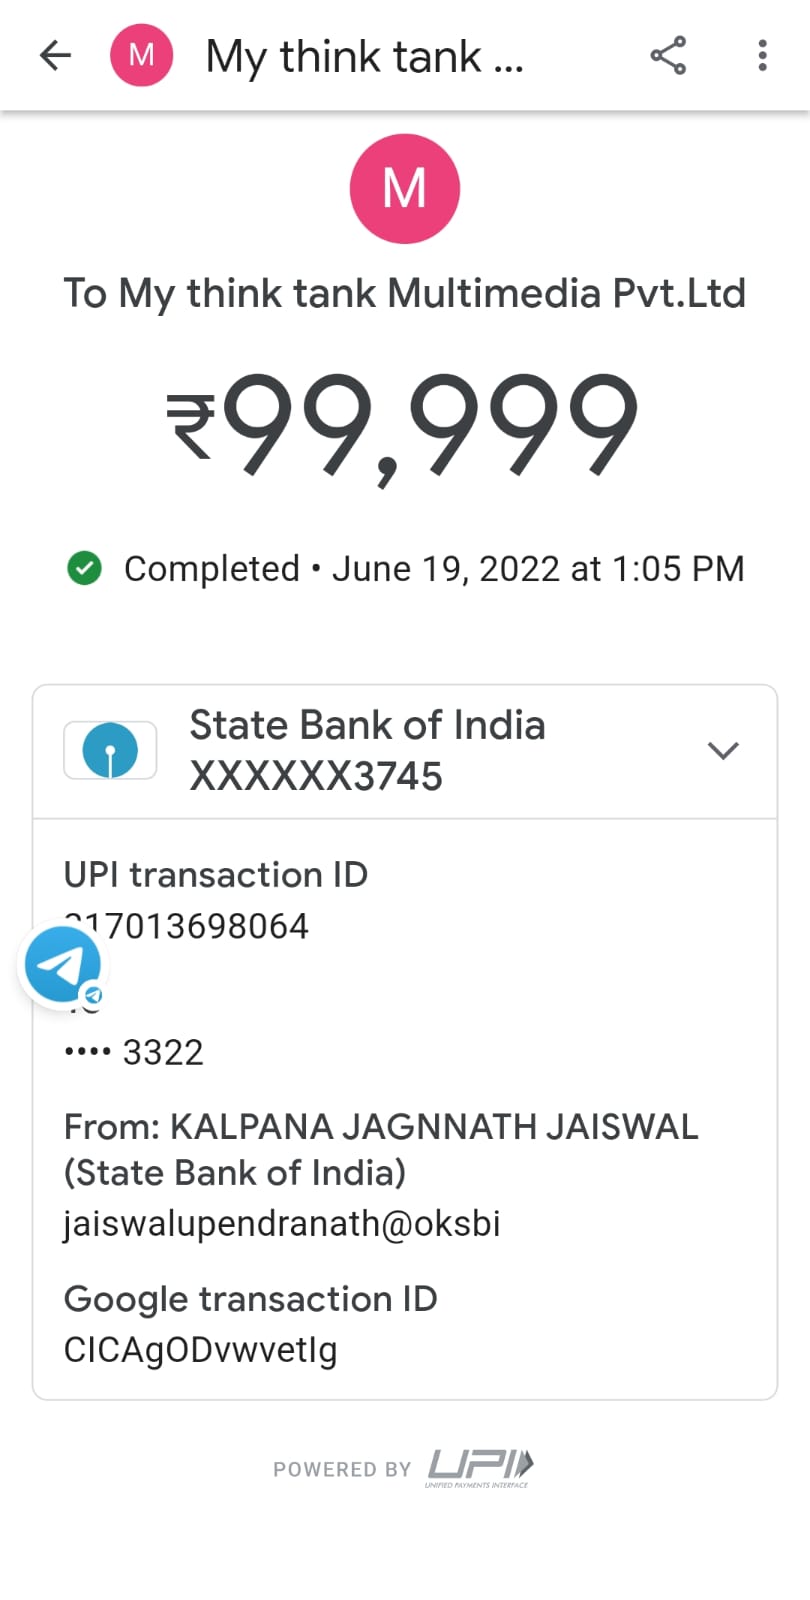 M My think tank ...
M
To My think tank Multimedia Pvt.Ltd
₹99,999
Completed • June 19, 2022 at 1:05 PM
State Bank of India
XXXXXX3745
UPI transaction ID
17013698064
•••• 3322
From: KALPANA JAGNNATH JAISWAL
(State Bank of India)
jaiswalupendranath@oksbi
Google transaction ID
CICAgODvwvetIg
POWERED BY UPI
UNIFIED PAYMENTS INTERFACE